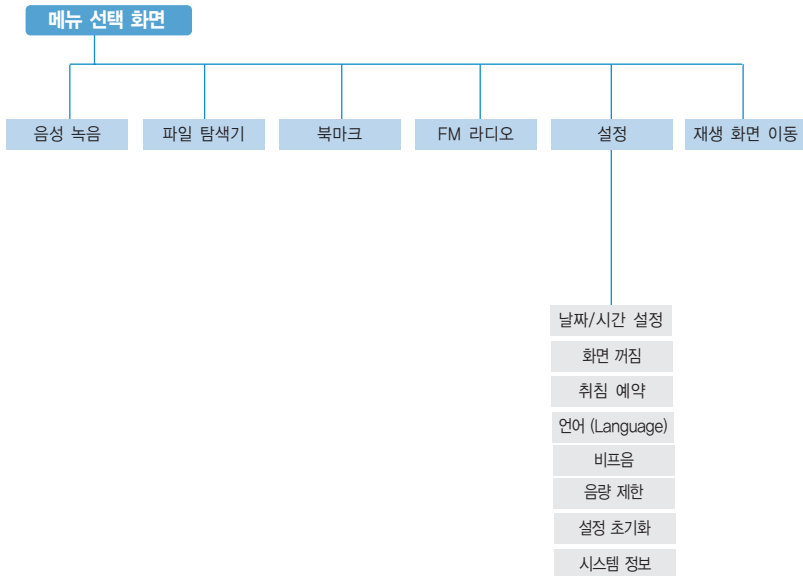 메뉴 선택 화면
음성 녹음
파일 탐색기
북마크
FM 라디오
설정
재생 화면 이동
날짜/시간 설정
화면 꺼짐
취침 예약
언어 (Language)
비프음
음량 제한
설정 초기화
시스템 정보